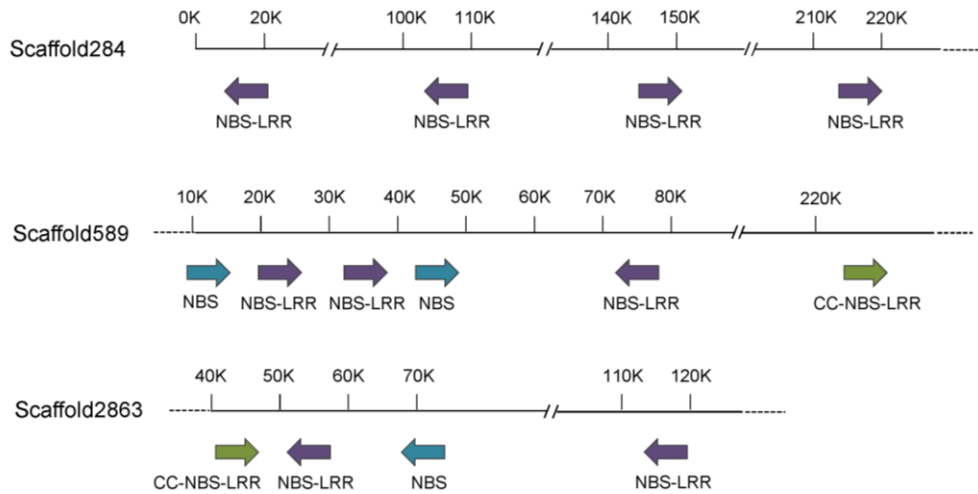 0K 20K 100K 110K 140K 150K 210K 220K
Scaffold284
NBS-LRR NBS-LRR NBS-LRR NBS-LRR
10K 20K 30K 40K 50K 60K 70K 80K 220K
Scaffold589
NBS NBS-LRR NBS-LRR NBS NBS-LRR CC-NBS-LRR
40K 50K 60K 70K 110K 120K
Scaffold2863
CC-NBS-LRR NBS-LRR NBS NBS-LRR